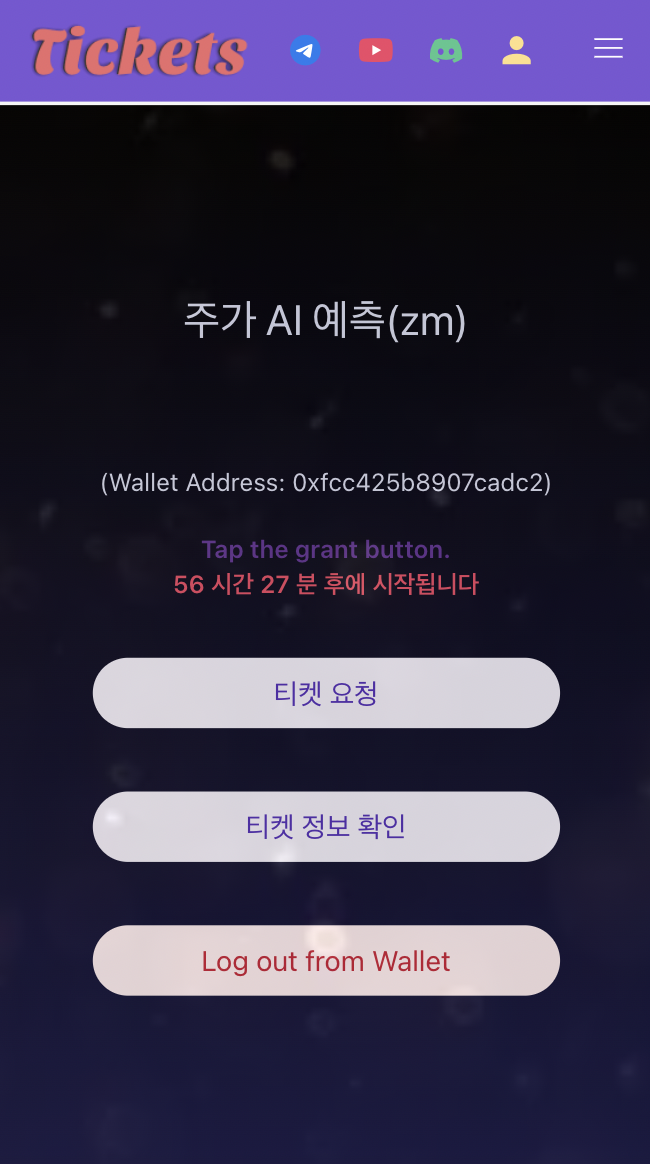 Tickets
주가 AI 예측(zm)
(Wallet Address: 0xfcc425b8907cadc2)
Tap the grant button.
56 시간 27 분 후에 시작됩니다
티켓 요청
티켓 정보 확인
Log out from Wallet